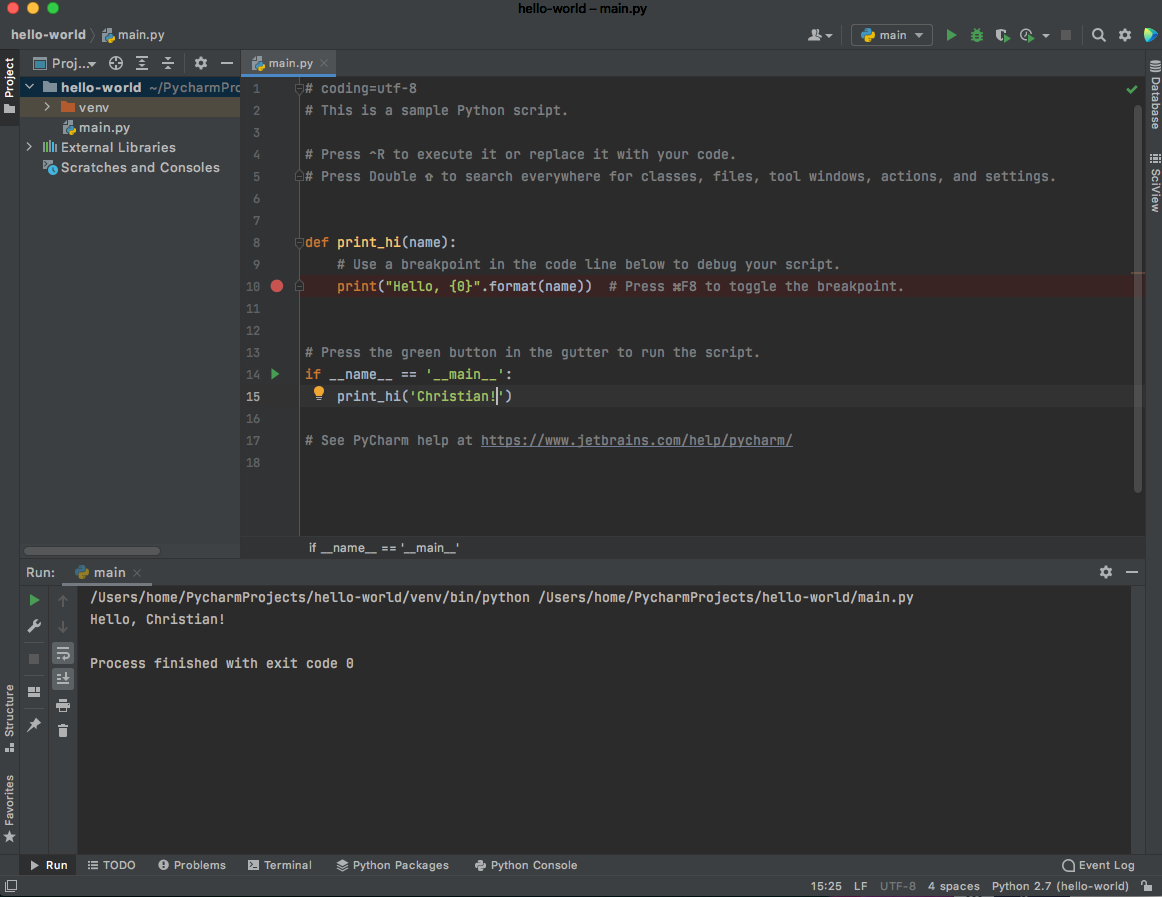 hello-world – main.py
hello-world main.py
main
Project
Proj...
hello-world ~/PycharmPro
venv
main.py
External Libraries
Scratches and Consoles
main.py
1 # coding=utf-8
2 # This is a sample Python script.
3
4 # Press ⌃R to execute it or replace it with your code.
5 # Press Double ⇧ to search everywhere for classes, files, tool windows, actions, and settings.
6
7
8 def print_hi(name):
9 # Use a breakpoint in the code line below to debug your script.
10 print("Hello, {0}".format(name))  # Press ⌘F8 to toggle the breakpoint.
11
12
13 # Press the green button in the gutter to run the script.
14 if __name__ == '__main__':
15 print_hi('Christian!')
16
17 # See PyCharm help at https://www.jetbrains.com/help/pycharm/
18
if __name__ == '__main__'
Database
SciView
Run: main
/Users/home/PycharmProjects/hello-world/venv/bin/python /Users/home/PycharmProjects/hello-world/main.py
Hello, Christian!
Process finished with exit code 0
Structure
Favorites
Run TODO Problems Terminal Python Packages Python Console Event Log
15:25 LF UTF-8 4 spaces Python 2.7 (hello-world)